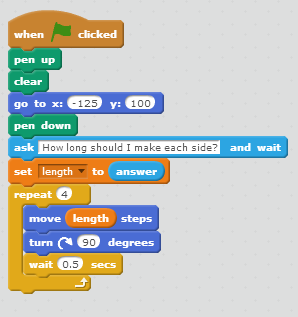 when clicked
pen up
clear
go to x: -125 y: 100
pen down
ask How long should I make each side? and wait
set length to answer
repeat 4
move length steps
turn 90 degrees
wait 0.5 secs